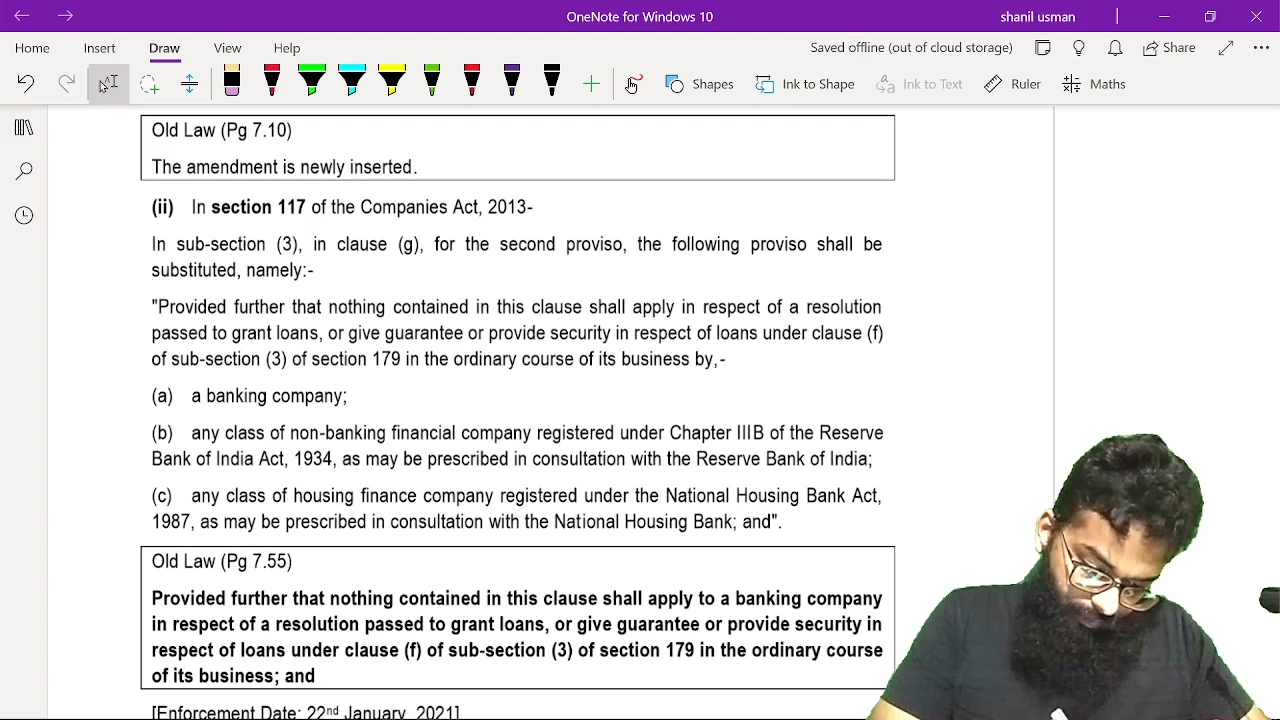 OneNote for Windows 10
shanil usman
Home
Insert
Draw
View
Help
Saved offline (out of cloud storage)
Share
Shapes
Ink to Shape
Ink to Text
Ruler
Maths
Old Law (Pg 7.10)
The amendment is newly inserted.
(ii) In section 117 of the Companies Act, 2013-
In sub-section (3), in clause (g), for the second proviso, the following proviso shall be
substituted, namely:-
"Provided further that nothing contained in this clause shall apply in respect of a resolution
passed to grant loans, or give guarantee or provide security in respect of loans under clause (f)
of sub-section (3) of section 179 in the ordinary course of its business by,-
(a) a banking company;
(b) any class of non-banking financial company registered under Chapter IIIB of the Reserve
Bank of India Act, 1934, as may be prescribed in consultation with the Reserve Bank of India;
(c) any class of housing finance company registered under the National Housing Bank Act,
1987, as may be prescribed in consultation with the National Housing Bank; and".
Old Law (Pg 7.55)
Provided further that nothing contained in this clause shall apply to a banking company
in respect of a resolution passed to grant loans, or give guarantee or provide security in
respect of loans under clause (f) of sub-section (3) of section 179 in the ordinary course
of its business; and
[Enforcement Date: 22nd January, 2021]